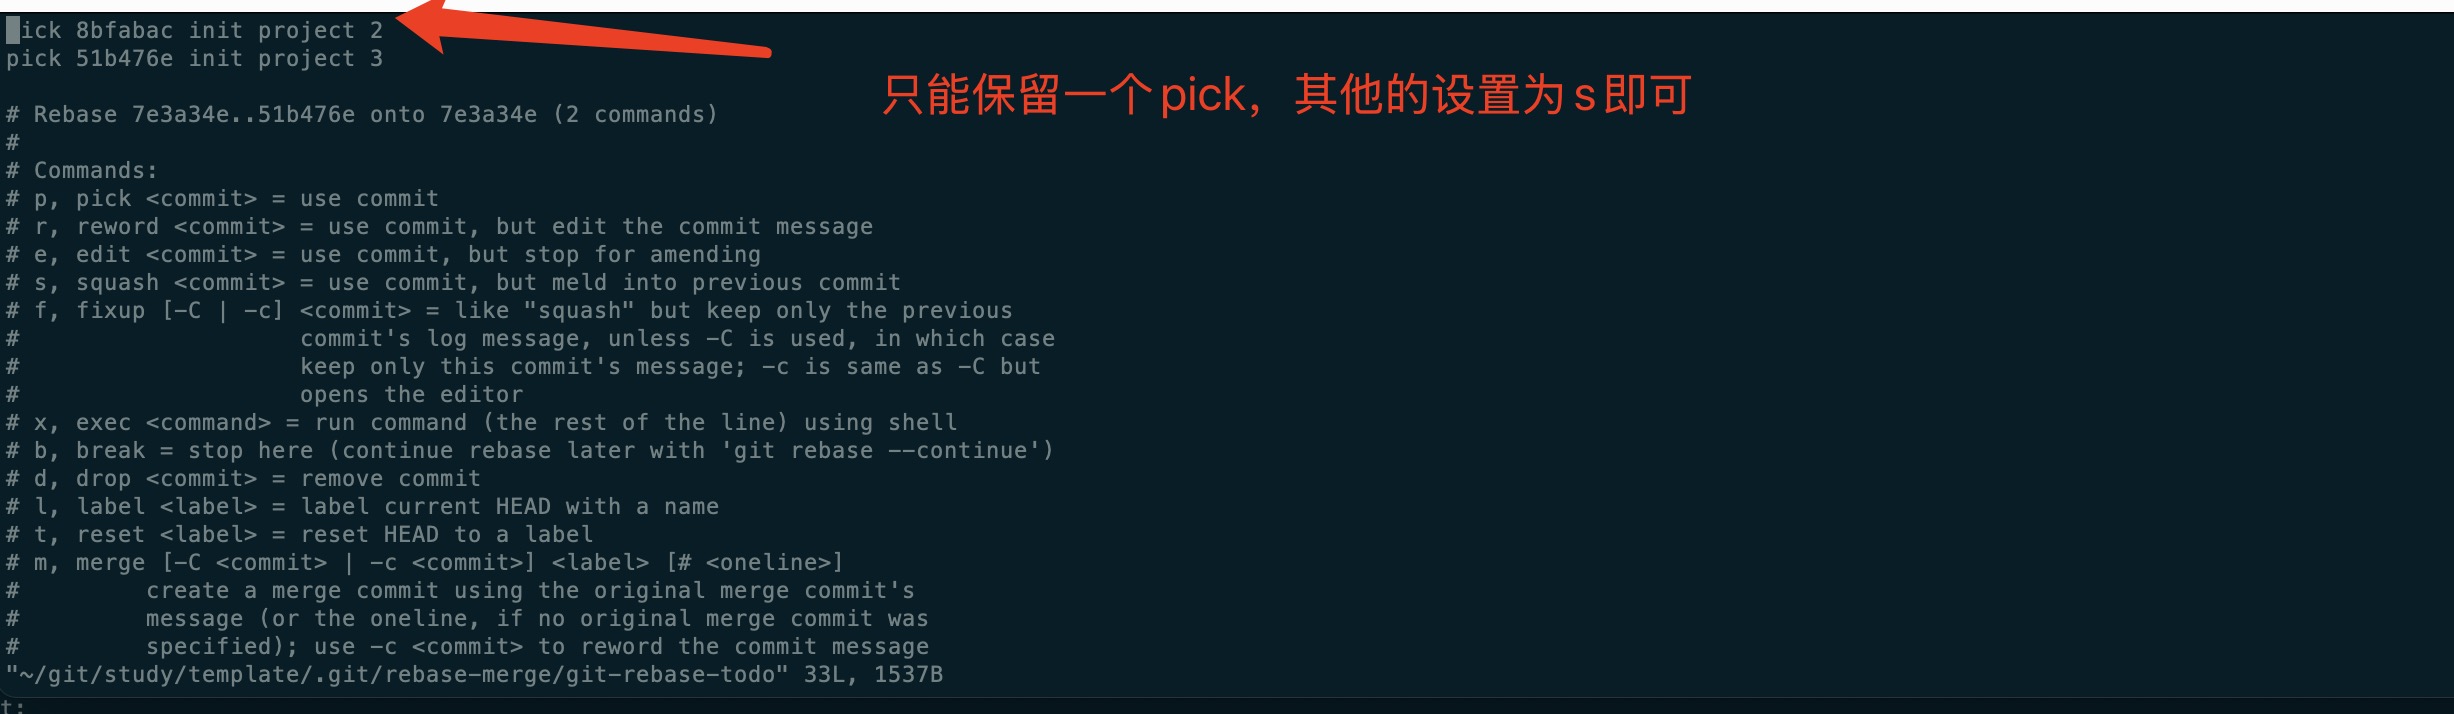 pick 8bfabac init project 2
pick 51b476e init project 3
只能保留一个pick，其他的设置为s即可
# Rebase 7e3a34e..51b476e onto 7e3a34e (2 commands)
#
# Commands:
# p, pick <commit> = use commit
# r, reword <commit> = use commit, but edit the commit message
# e, edit <commit> = use commit, but stop for amending
# s, squash <commit> = use commit, but meld into previous commit
# f, fixup [-C | -c] <commit> = like "squash" but keep only the previous
#                    commit's log message, unless -C is used, in which case
#                    keep only this commit's message; -c is same as -C but
#                    opens the editor
# x, exec <command> = run command (the rest of the line) using shell
# b, break = stop here (continue rebase later with 'git rebase --continue')
# d, drop <commit> = remove commit
# l, label <label> = label current HEAD with a name
# t, reset <label> = reset HEAD to a label
# m, merge [-C <commit> | -c <commit>] <label> [# <oneline>]
#         create a merge commit using the original merge commit's
#         message (or the oneline, if no original merge commit was
#         specified); use -c <commit> to reword the commit message
"~/git/study/template/.git/rebase-merge/git-rebase-todo" 33L, 1537B
t: